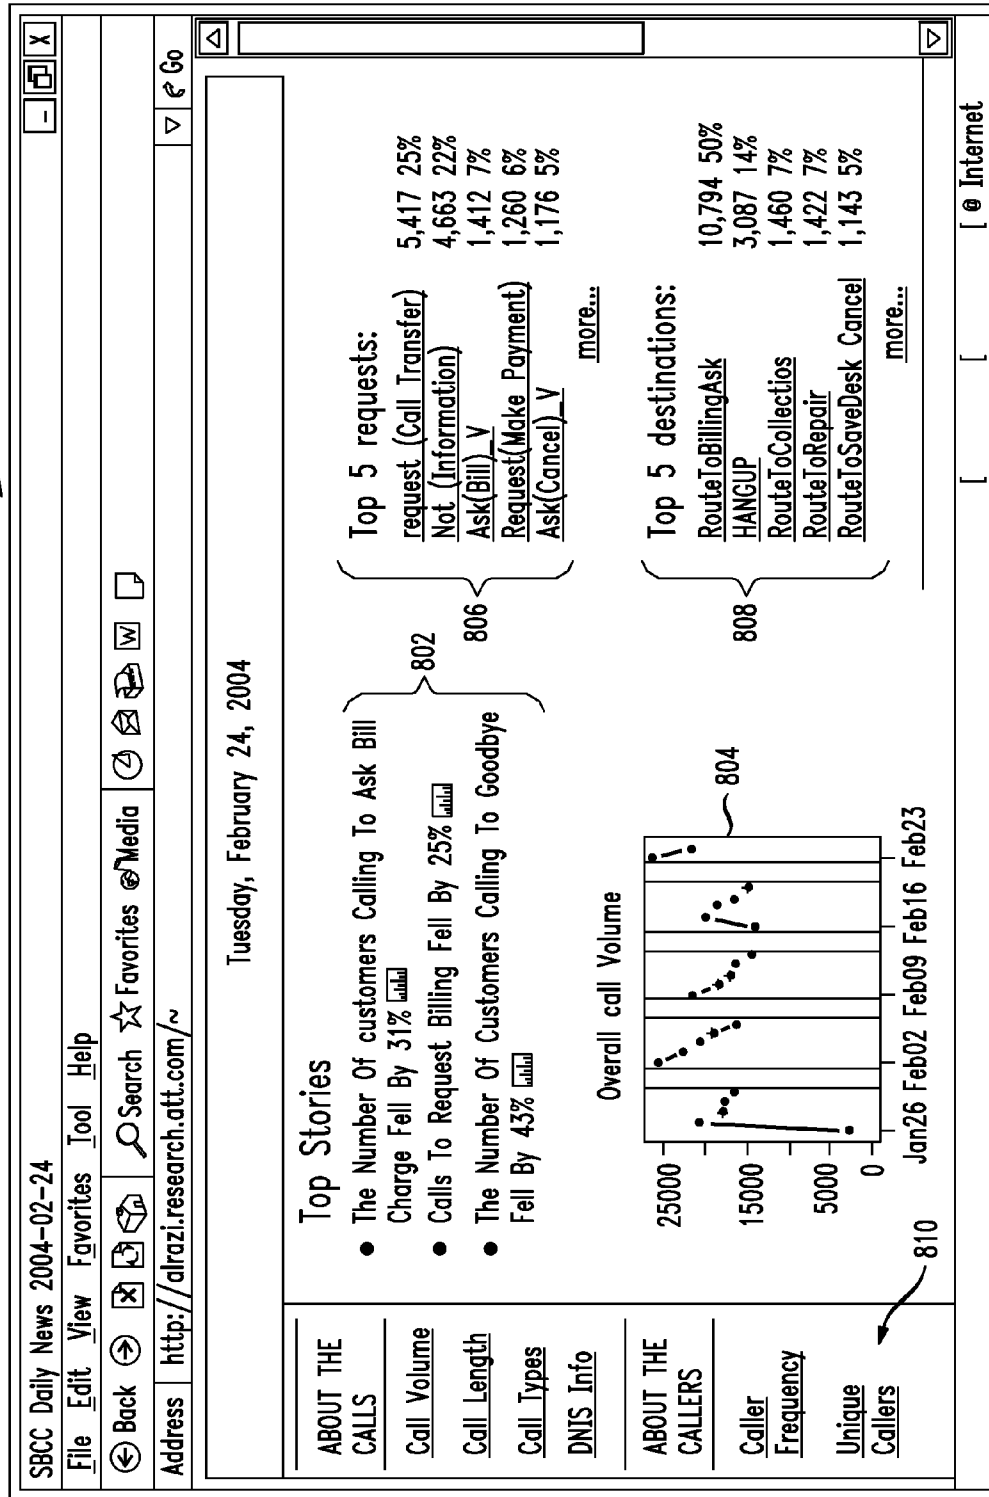 SBCC Daily News 2004-02-24
_ X
File Edit View Favorites Tool Help
Back Search Favorites Media W
Address http://alrazi.research.att.com/~ Go
Tuesday, February 24, 2004
ABOUT THE
CALLS
Call Volume
Call Length
Call Types
DNIS Info
ABOUT THE
CALLERS
Caller
Frequency
Unique
Callers
810
Top Stories
● The Number Of customers Calling To Ask Bill
Charge Fell By 31%
● Calls To Request Billing Fell By 25%
● The Number Of Customers Calling To Goodbye
Fell By 43%
802
Overall call Volume
25000
15000
5000
0
Jan26 Feb02 Feb09 Feb16 Feb23
804
Top 5 requests:
request (Call Transfer) 5,417 25%
Not (Information) 4,663 22%
Ask(Bill)_V 1,412 7%
Request(Make Payment) 1,260 6%
Ask(Cancel)_V 1,176 5%
more...
806
Top 5 destinations:
RouteToBillingAsk 10,794 50%
HANGUP 3,087 14%
RouteToCollectios 1,460 7%
RouteToRepair 1,422 7%
RouteToSaveDesk Cancel 1,143 5%
more...
808
[ [ [ @ Internet